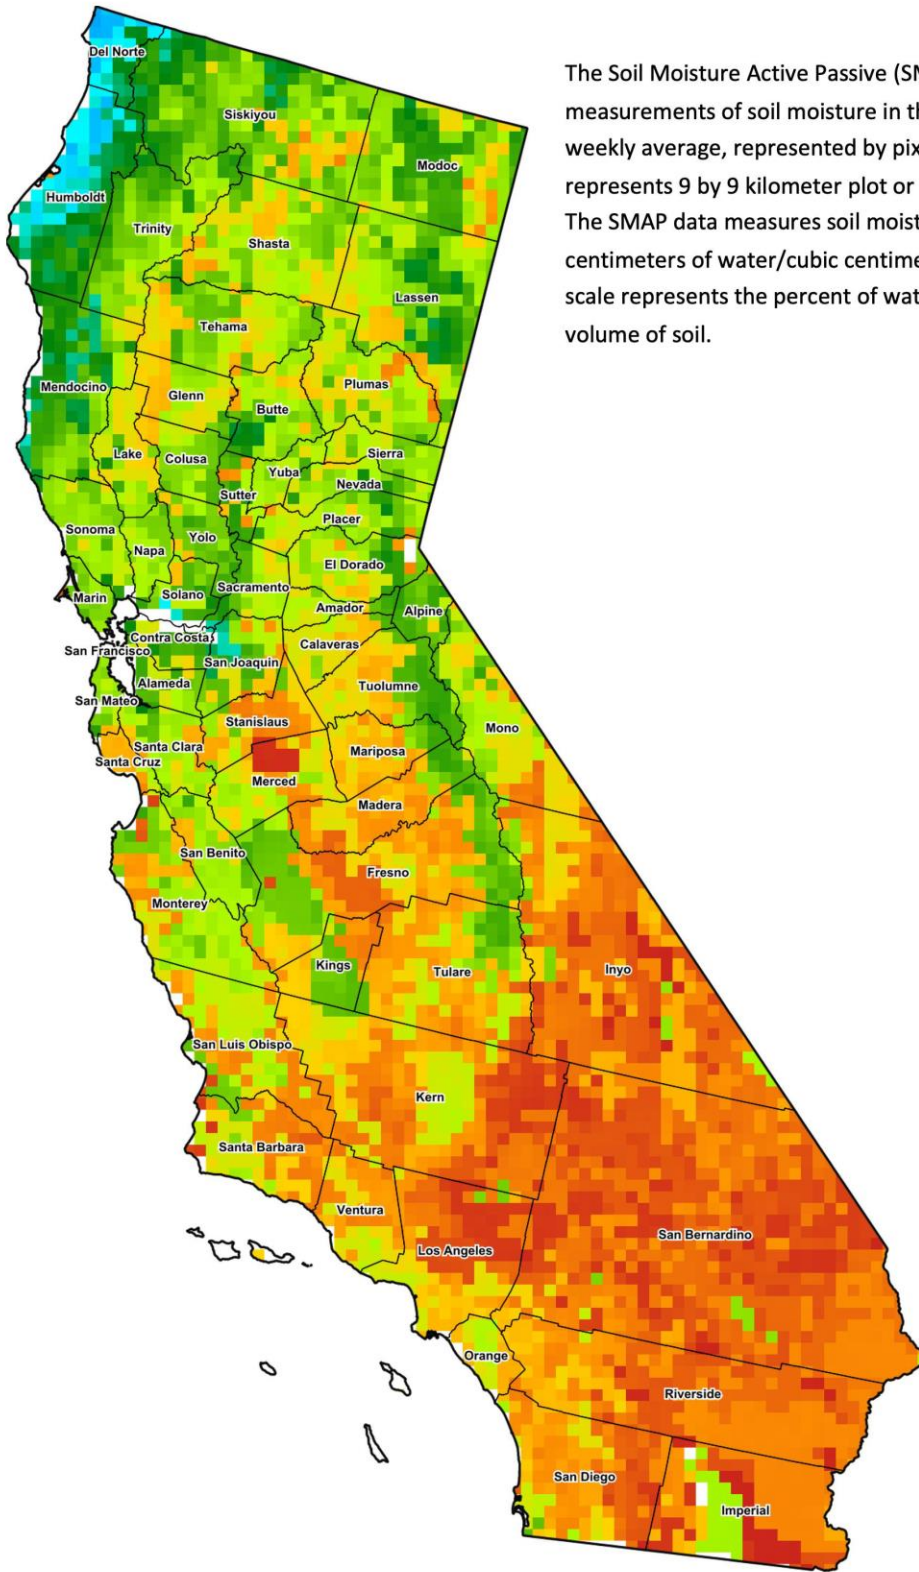 The Soil Moisture Active Passive (SM
measurements of soil moisture in th
weekly average, represented by pix
represents 9 by 9 kilometer plot or
The SMAP data measures soil moist
centimeters of water/cubic centime
scale represents the percent of wat
volume of soil.
Del Norte
Siskiyou
Modoc
Humboldt
Trinity
Shasta
Lassen
Tehama
Mendocino
Glenn
Plumas
Butte
Lake
Colusa
Sierra
Yuba
Nevada
Sutter
Placer
Sonoma
Yolo
Napa
El Dorado
Sacramento
Solano
Marin
Amador
Alpine
Contra Costa
Calaveras
San Francisco
San Joaquin
Alameda
Tuolumne
San Mateo
Stanislaus
Mono
Santa Clara
Mariposa
Santa Cruz
Merced
Madera
San Benito
Fresno
Monterey
Kings
Tulare
Inyo
San Luis Obispo
Kern
Santa Barbara
Ventura
San Bernardino
Los Angeles
Orange
Riverside
San Diego
Imperial